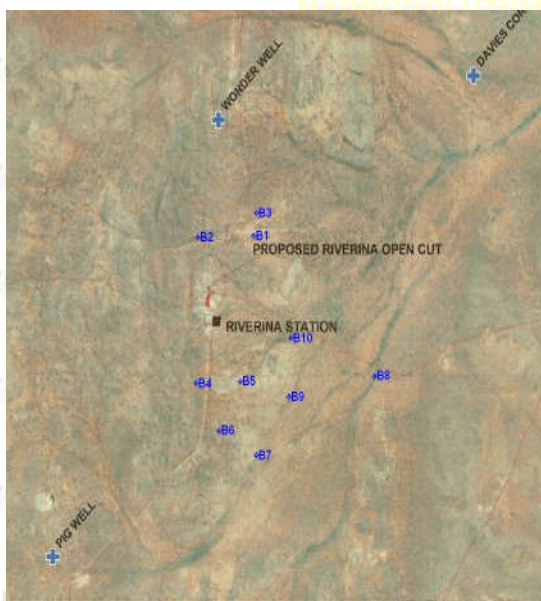 DAVIES COR
WONDER WELL
B3
B2
B1
PROPOSED RIVERINA OPEN CUT
RIVERINA STATION
B10
B4
B5
B8
B9
B6
B7
PIG WELL